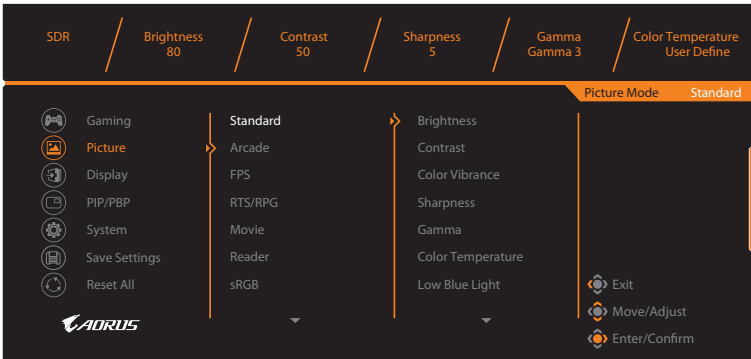 SDR
Brightness
80
Contrast
50
Sharpness
5
Gamma
Gamma 3
Color Temperature
User Define
Picture Mode Standard
Gaming
Picture
Display
PIP/PBP
System
Save Settings
Reset All
Standard
Arcade
FPS
RTS/RPG
Movie
Reader
sRGB
Brightness
Contrast
Color Vibrance
Sharpness
Gamma
Color Temperature
Low Blue Light
Exit
Move/Adjust
Enter/Confirm
AORUS